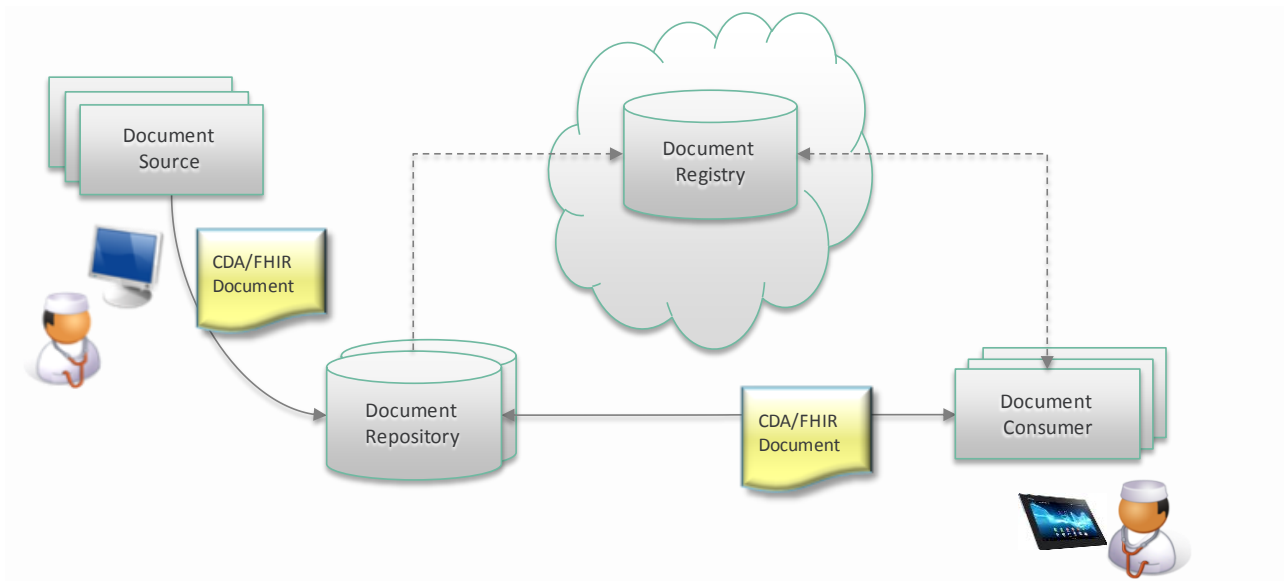 Document
Source
Document
Registry
CDA/FHIR
Document
Document
Repository
CDA/FHIR
Document
Document
Consumer